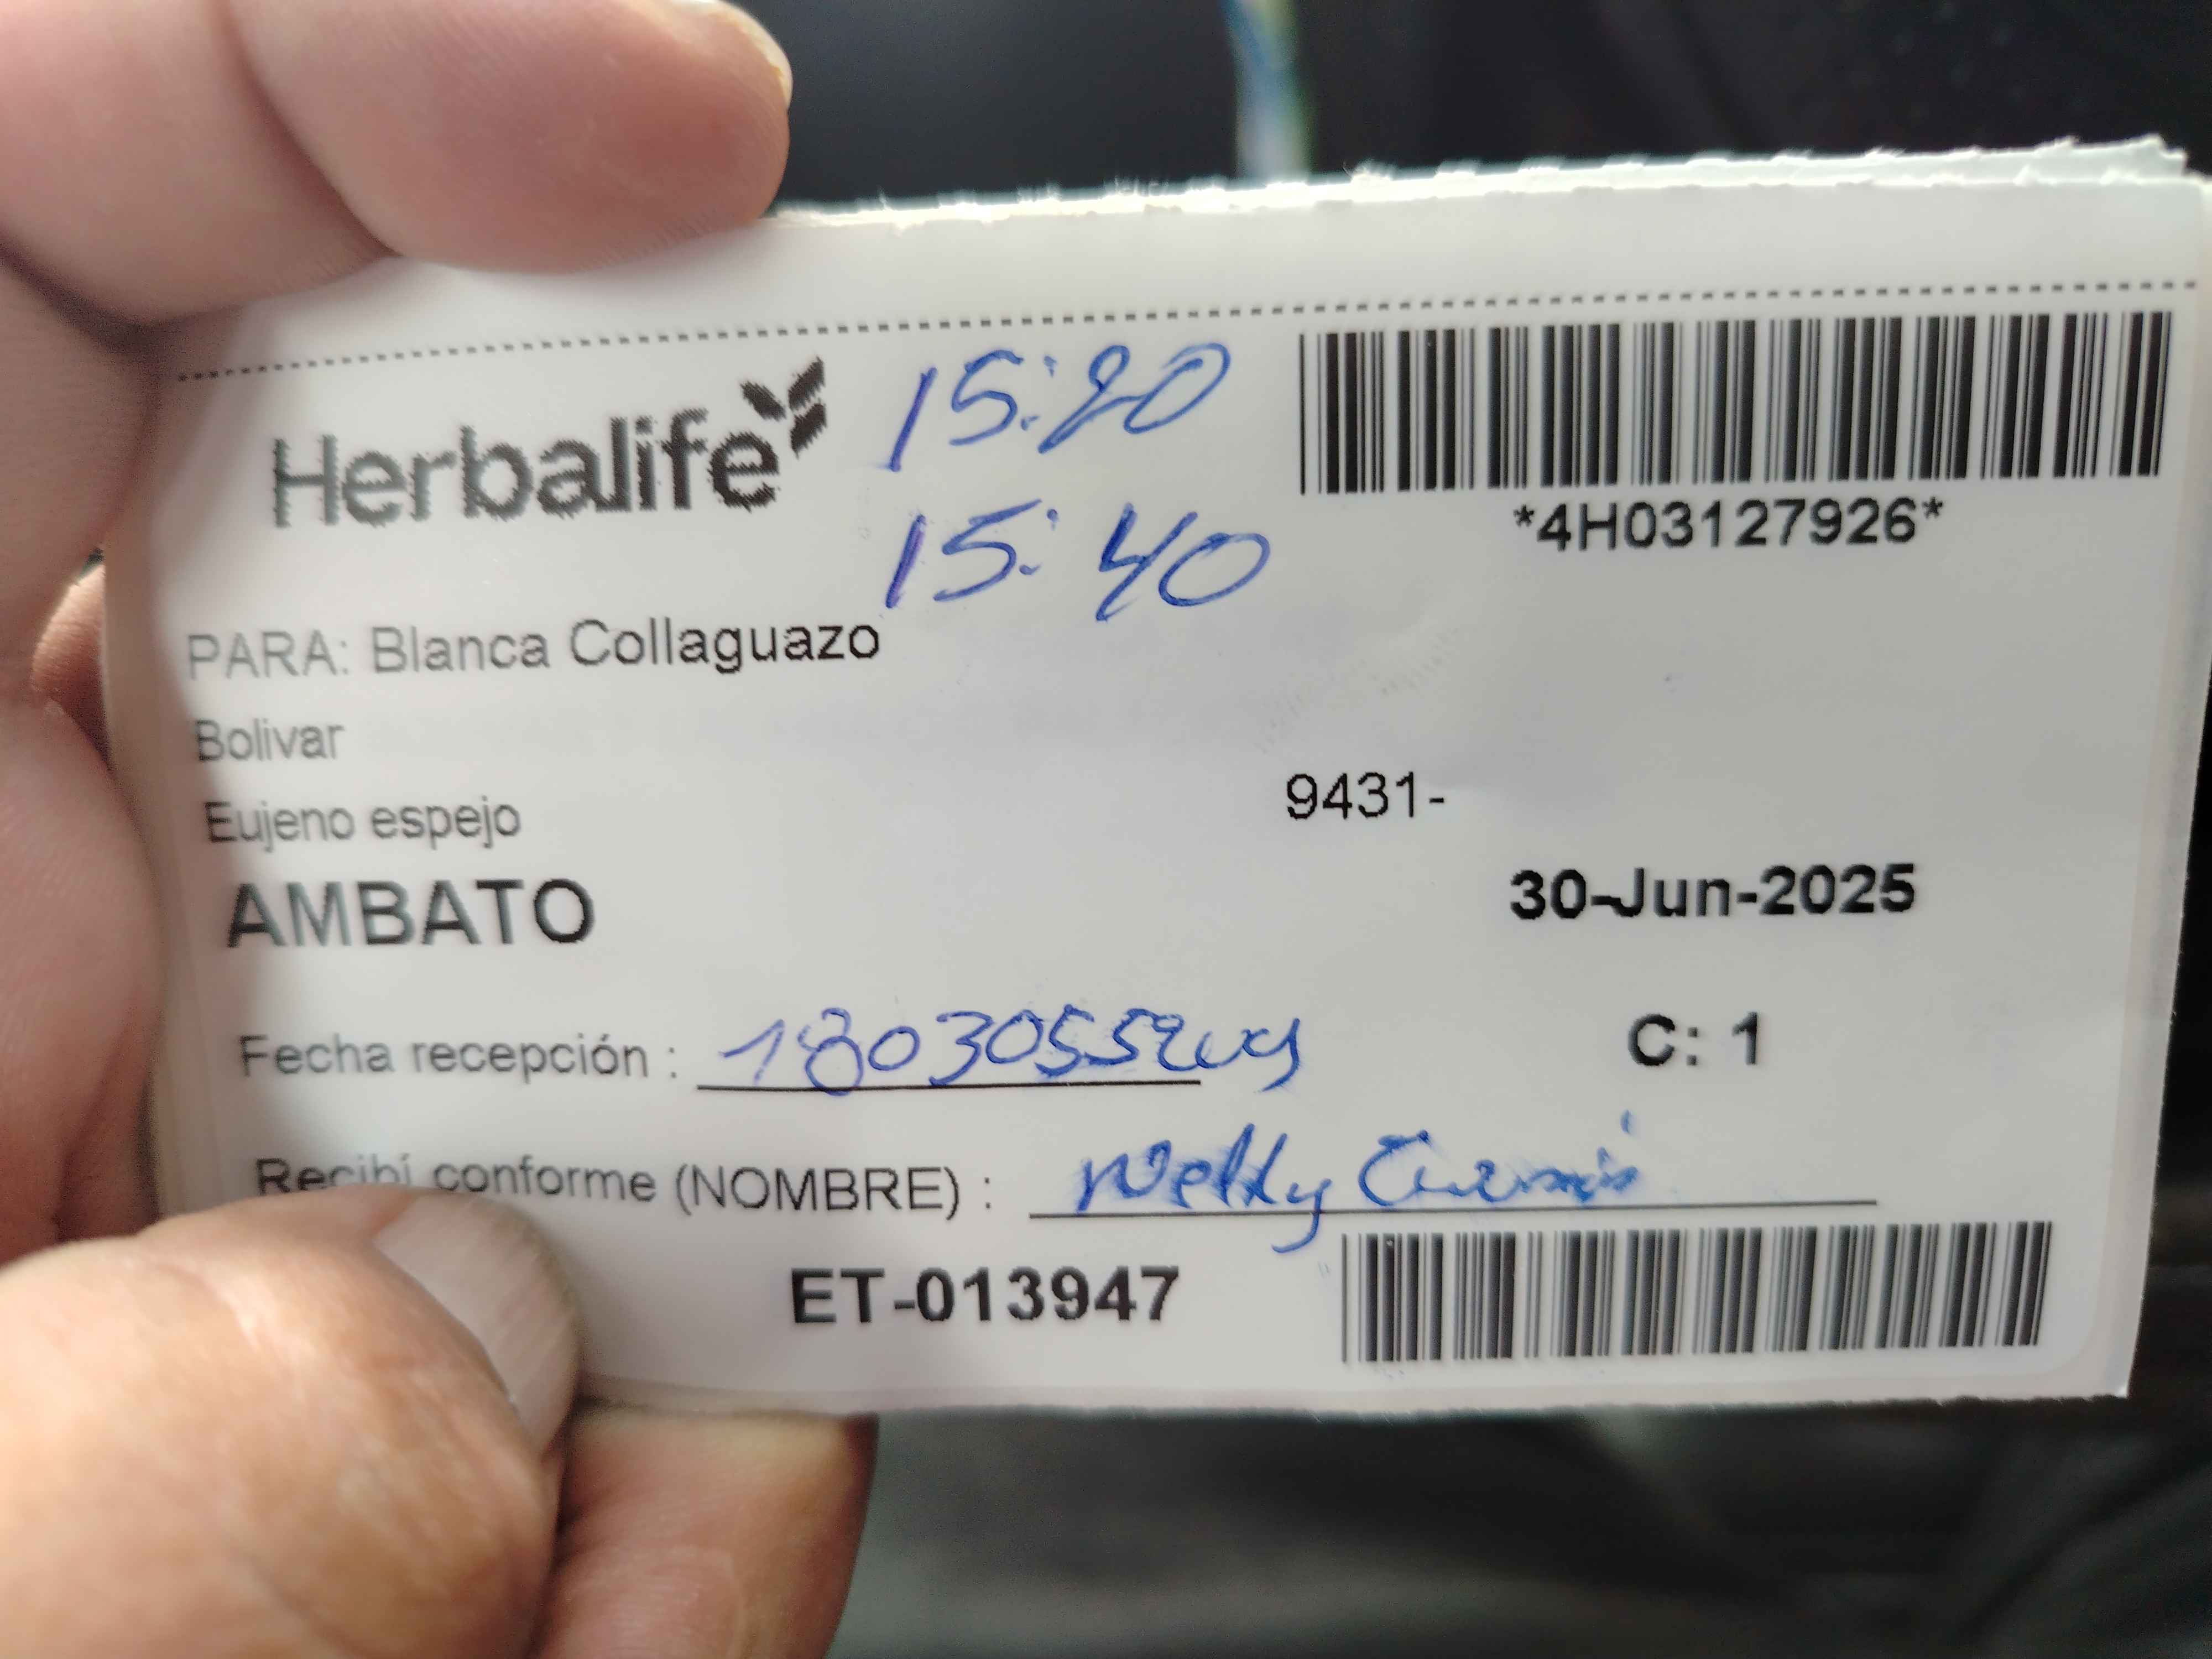 Herbalife
15:20
15:40
*4H03127926*
PARA: Blanca Collaguazo
Bolivar
Eujeno espejo
9431-
AMBATO
30-Jun-2025
Fecha recepción :
C: 1
Recibí conforme (NOMBRE) :
ET-013947